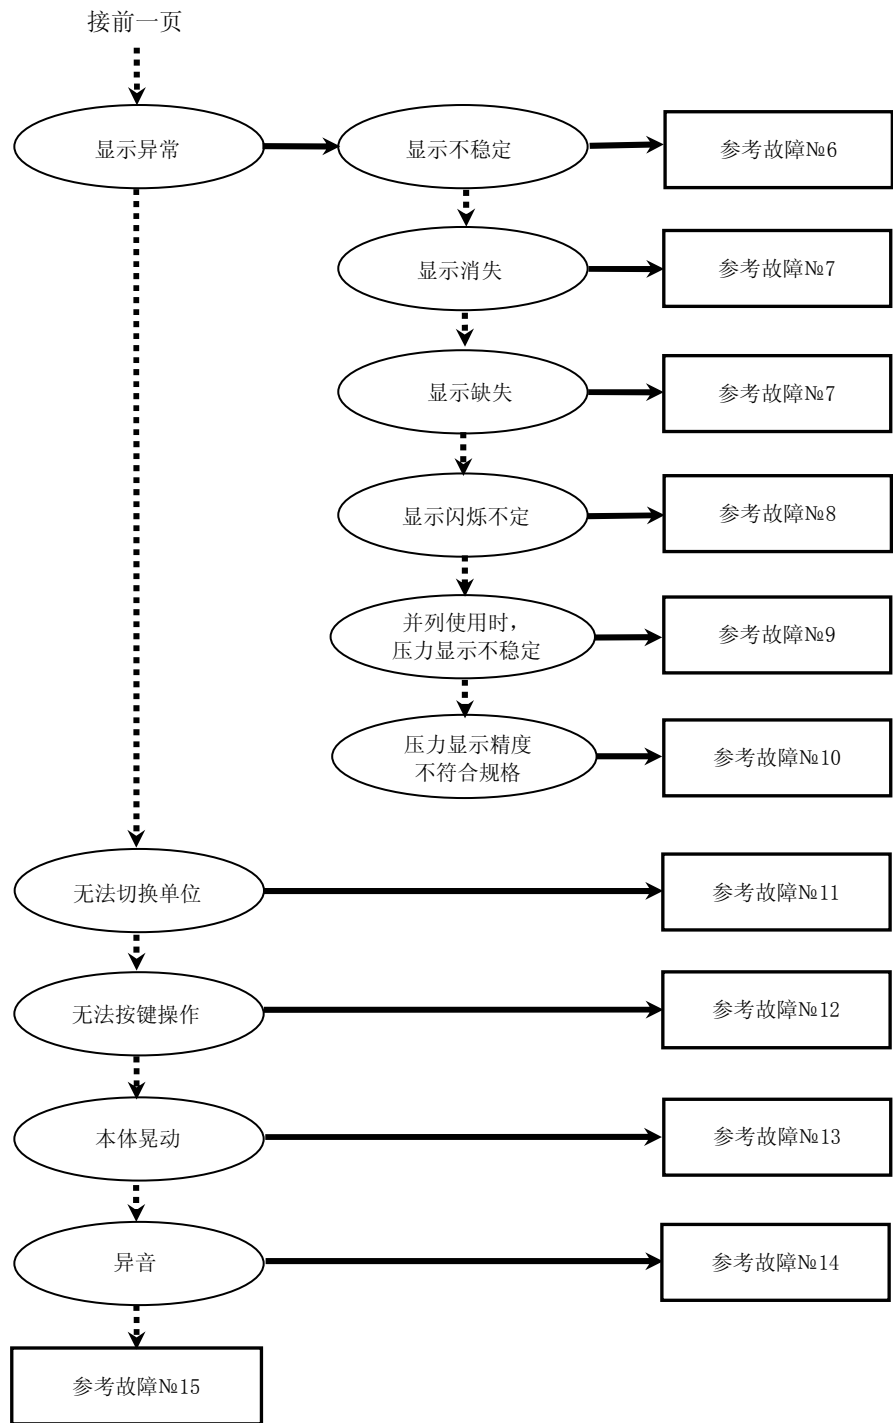 接前一页
显示异常
显示不稳定
参考故障№6
显示消失
参考故障№7
显示缺失
参考故障№7
显示闪烁不定
参考故障№8
并列使用时，
压力显示不稳定
参考故障№9
压力显示精度
不符合规格
参考故障№10
无法切换单位
参考故障№11
无法按键操作
参考故障№12
本体晃动
参考故障№13
异音
参考故障№14
参考故障№15